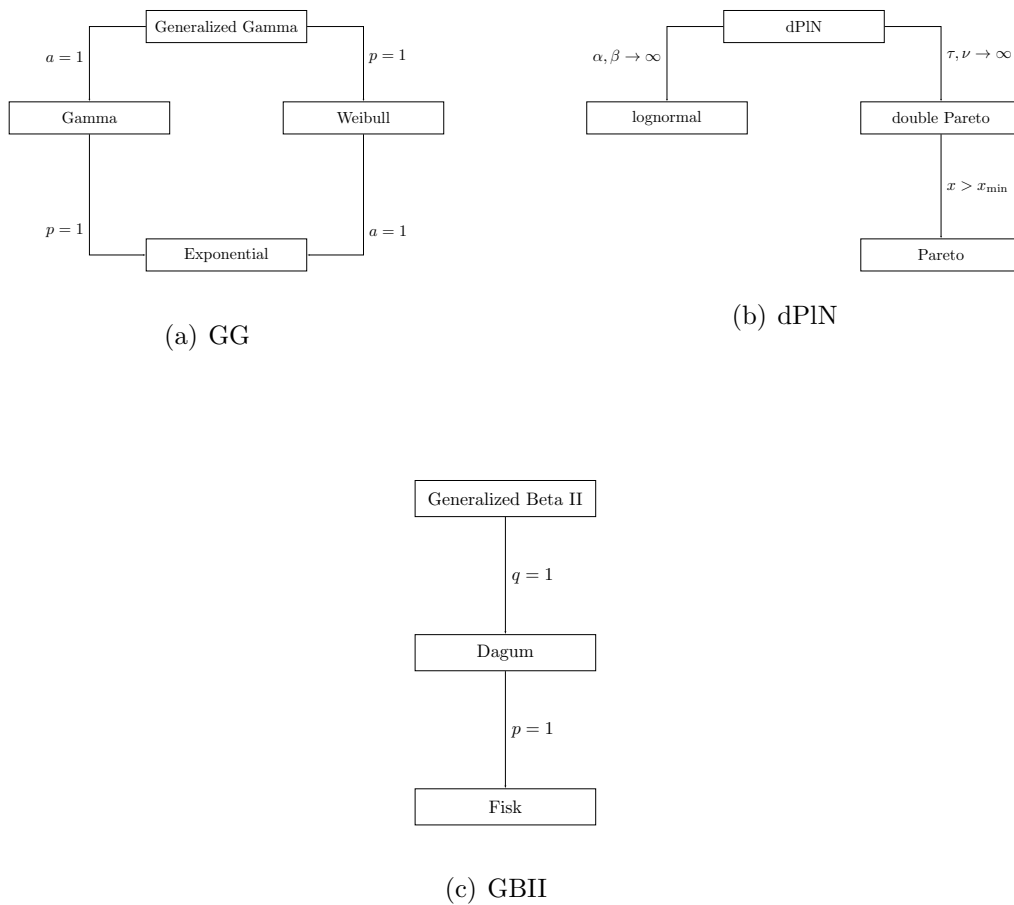 Generalized Gamma
a = 1
p = 1
Gamma
Weibull
p = 1
a = 1
Exponential
(a) GG
dPlN
α, β → ∞
τ, ν → ∞
lognormal
double Pareto
x > xmin
Pareto
(b) dPlN
Generalized Beta II
q = 1
Dagum
p = 1
Fisk
(c) GBII